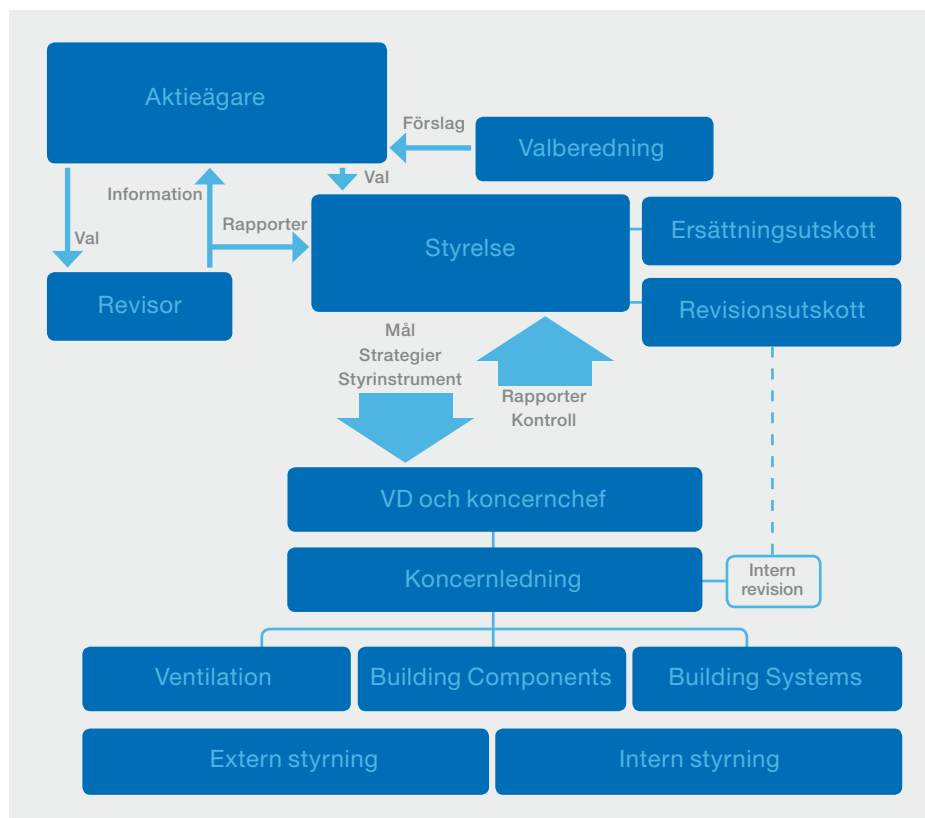 Aktieägare
Förslag
Valberedning
Val
Information
Rapporter
Val
Styrelse
Ersättningsutskott
Revisor
Revisionsutskott
Mål
Strategier
Styrinstrument
Rapporter
Kontroll
VD och koncernchef
Koncernledning
Intern
revision
Ventilation
Building Components
Building Systems
Extern styrning
Intern styrning